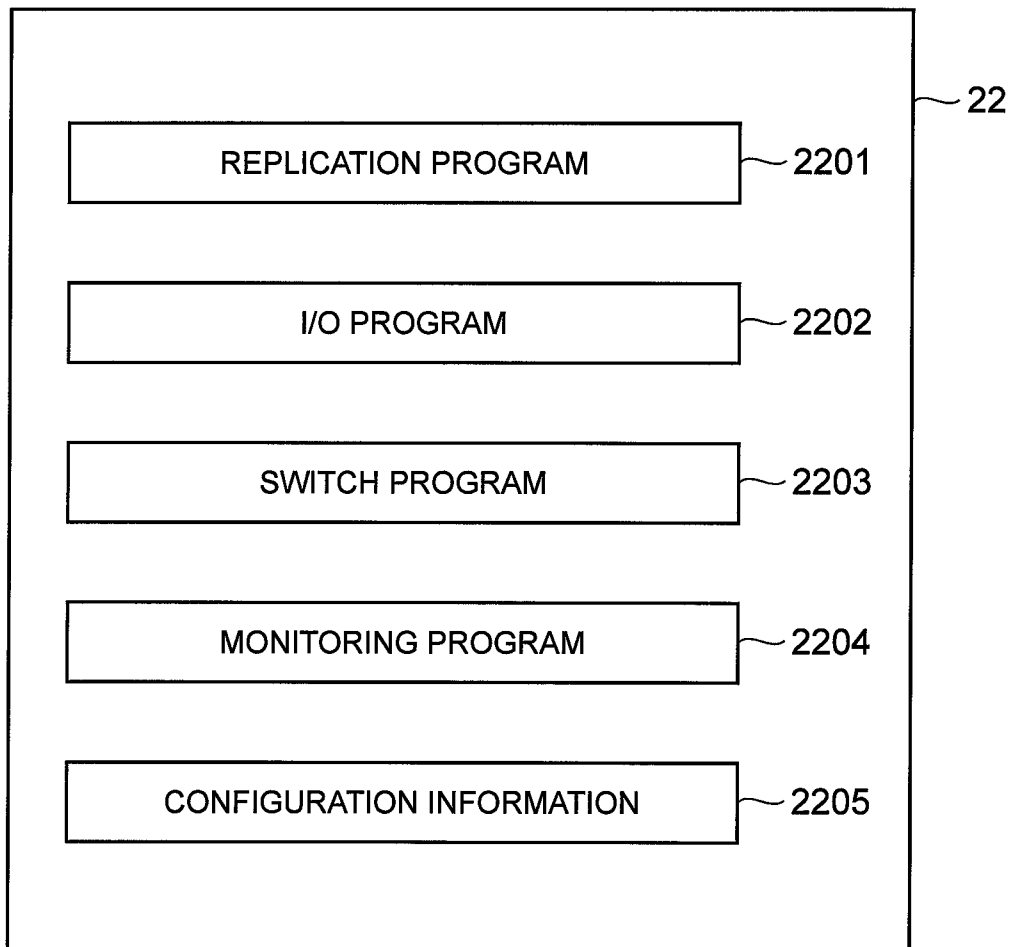 22
REPLICATION PROGRAM 2201
I/O PROGRAM 2202
SWITCH PROGRAM 2203
MONITORING PROGRAM 2204
CONFIGURATION INFORMATION 2205